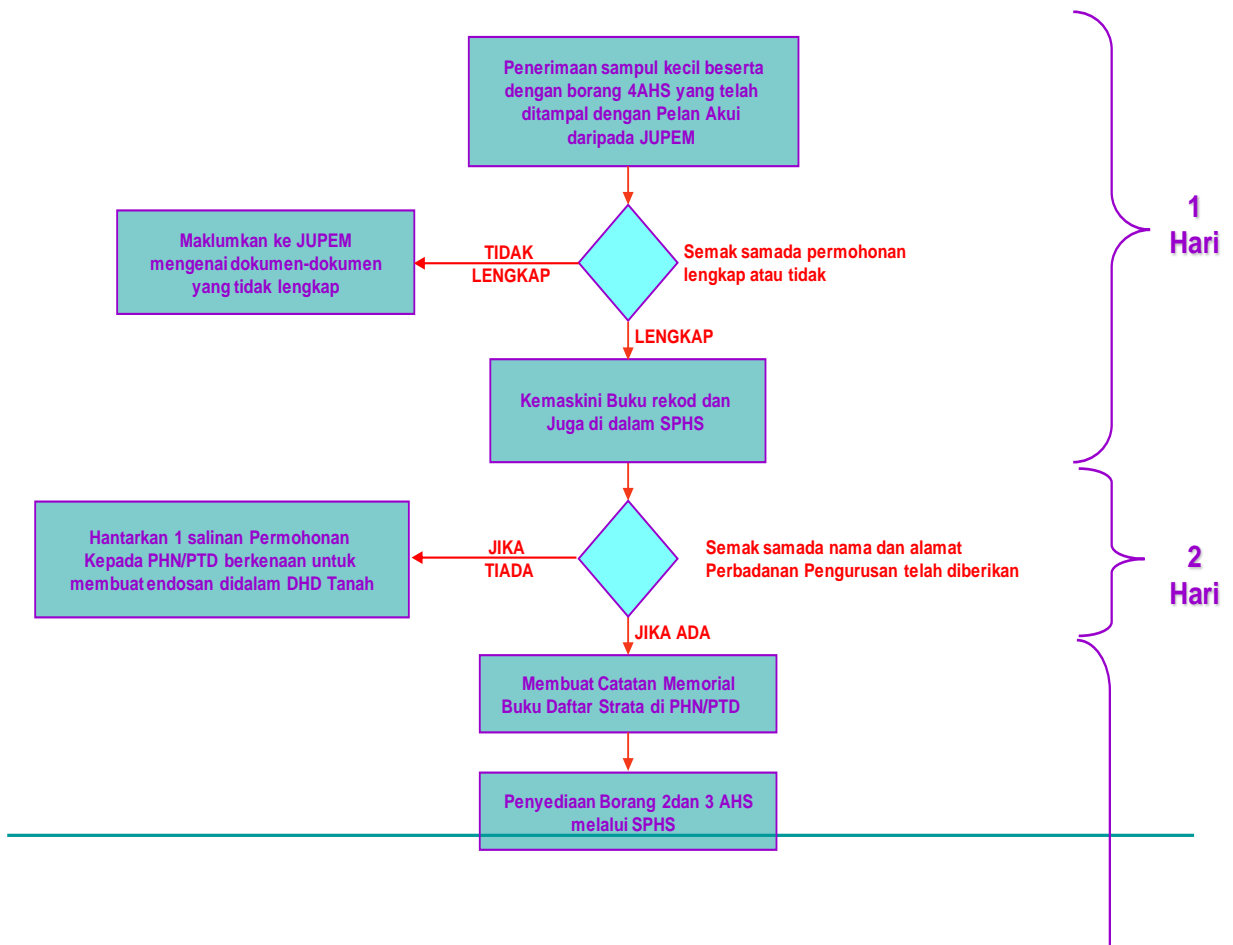 Penerimaan sampul kecil beserta
dengan borang 4AHS yang telah
ditampal dengan Pelan Akui
daripada JUPEM
1
Hari
Maklumkan ke JUPEM
mengenai dokumen-dokumen
yang tidak lengkap
TIDAK
LENGKAP
Semak samada permohonan
lengkap atau tidak
LENGKAP
Kemaskini Buku rekod dan
Juga di dalam SPHS
Hantarkan 1 salinan Permohonan
Kepada PHN/PTD berkenaan untuk
membuat endosan didalam DHD Tanah
JIKA
TIADA
Semak samada nama dan alamat
Perbadanan Pengurusan telah diberikan
2
Hari
JIKA ADA
Membuat Catatan Memorial
Buku Daftar Strata di PHN/PTD
Penyediaan Borang 2dan 3 AHS
melalui SPHS